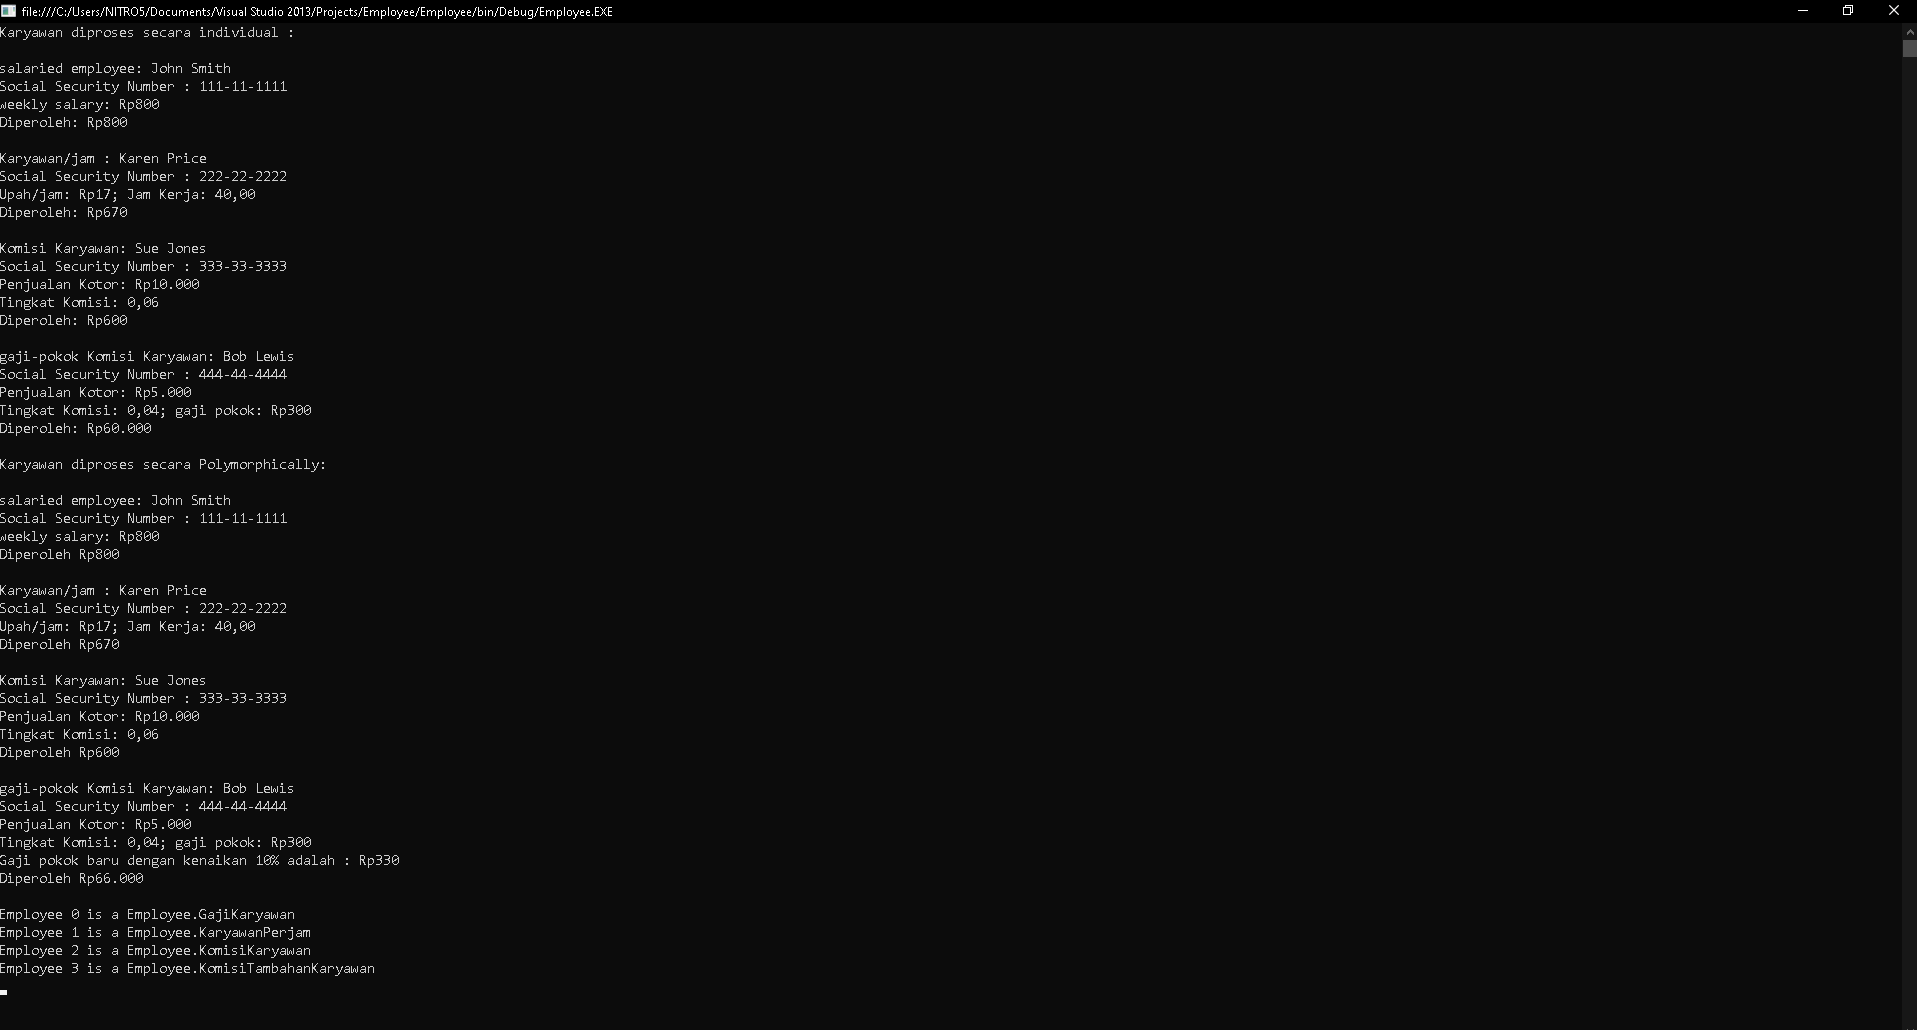 file:///C:/Users/NITRO5/Documents/Visual Studio 2013/Projects/Employee/Employee/bin/Debug/Employee.EXE
Karyawan diproses secara individual :
salaried employee: John Smith
Social Security Number : 111-11-1111
weekly salary: Rp800
Diperoleh: Rp800
Karyawan/jam : Karen Price
Social Security Number : 222-22-2222
Upah/jam: Rp17; Jam Kerja: 40,00
Diperoleh: Rp670
Komisi Karyawan: Sue Jones
Social Security Number : 333-33-3333
Penjualan Kotor: Rp10.000
Tingkat Komisi: 0,06
Diperoleh: Rp600
gaji-pokok Komisi Karyawan: Bob Lewis
Social Security Number : 444-44-4444
Penjualan Kotor: Rp5.000
Tingkat Komisi: 0,04; gaji pokok: Rp300
Diperoleh: Rp60.000
Karyawan diproses secara Polymorphically:
salaried employee: John Smith
Social Security Number : 111-11-1111
weekly salary: Rp800
Diperoleh Rp800
Karyawan/jam : Karen Price
Social Security Number : 222-22-2222
Upah/jam: Rp17; Jam Kerja: 40,00
Diperoleh Rp670
Komisi Karyawan: Sue Jones
Social Security Number : 333-33-3333
Penjualan Kotor: Rp10.000
Tingkat Komisi: 0,06
Diperoleh Rp600
gaji-pokok Komisi Karyawan: Bob Lewis
Social Security Number : 444-44-4444
Penjualan Kotor: Rp5.000
Tingkat Komisi: 0,04; gaji pokok: Rp300
Gaji pokok baru dengan kenaikan 10% adalah : Rp330
Diperoleh Rp66.000
Employee 0 is a Employee.GajiKaryawan
Employee 1 is a Employee.KaryawanPerjam
Employee 2 is a Employee.KomisiKaryawan
Employee 3 is a Employee.KomisiTambahanKaryawan